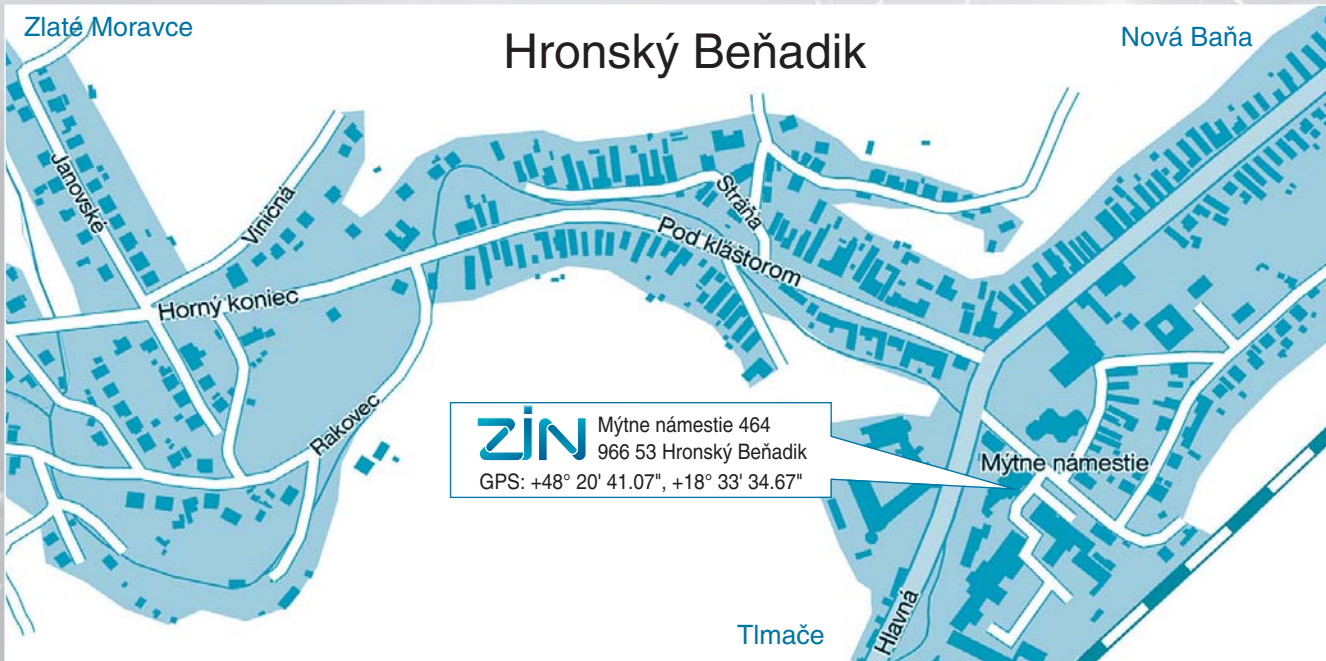 Zlaté Moravce
Hronský Beňadik
Nová Baňa
Janovské
Viničná
Stráňa
Pod kláštorom
Horný koniec
Rakovec
ZIN
Mýtne námestie 464
966 53 Hronský Beňadik
GPS: +48° 20' 41.07", +18° 33' 34.67"
Mýtne námestie
Hlavná
Tlmače